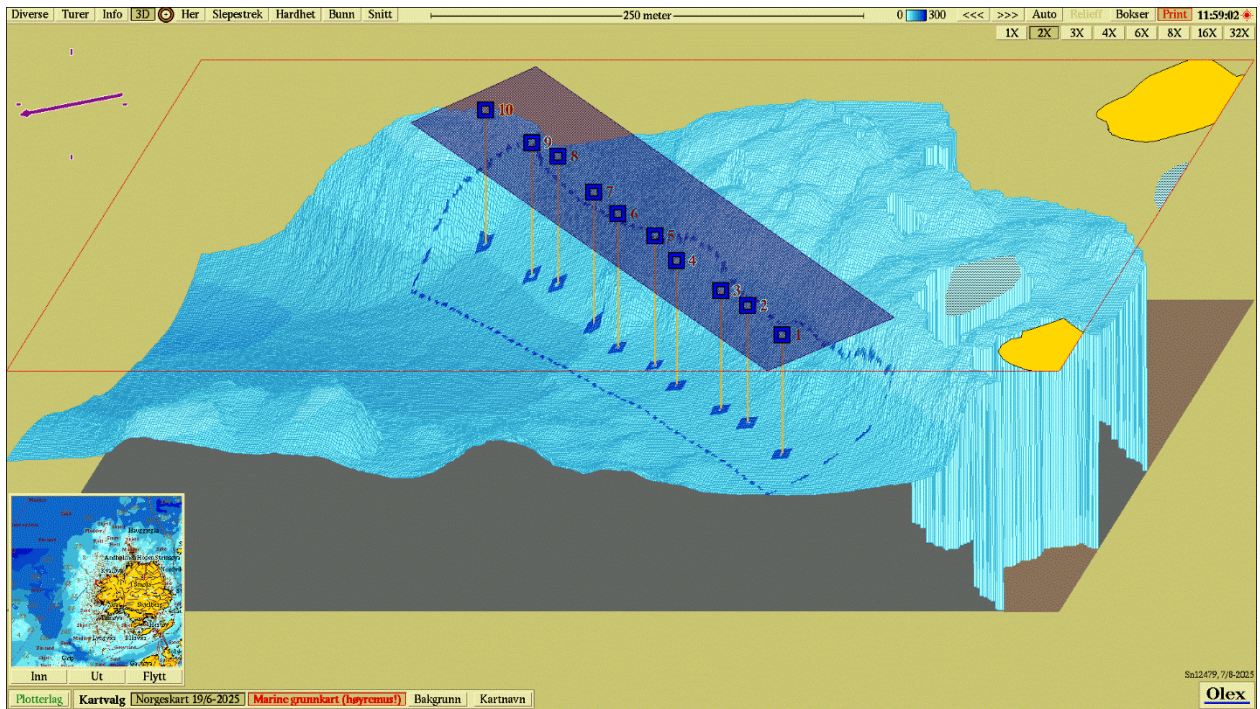 Diverse Turer Info 3D Her Slepestrek Hardhet Bunn Snitt 250 meter 0 300 <<< >>> Auto Relieff Bokser Print 11:59:02
1X 2X 3X 4X 6X 8X 16X 32X
10
9
8
7
6
5
4
3
2
1
Inn Ut Flytt
Sn12479, 7/8-2025
Plotterlag Kartvalg Norgeskart 19/6-2025 Marine grunnkart (høyremus!) Bakgrunn Kartnavn
Olex